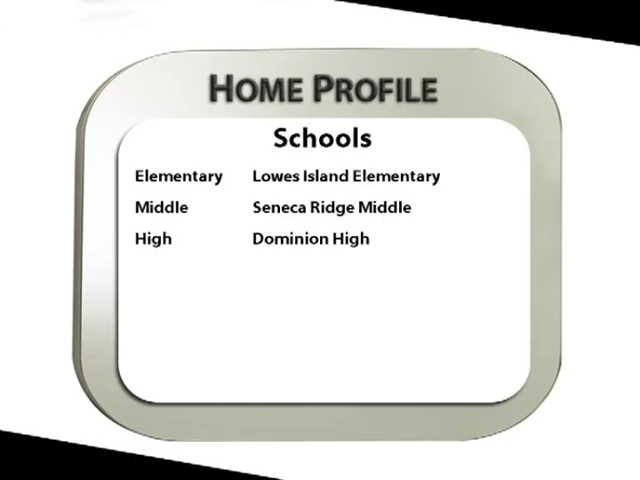 HOME PROFILE
Schools
Elementary Lowes Island Elementary
Middle Seneca Ridge Middle
High Dominion High